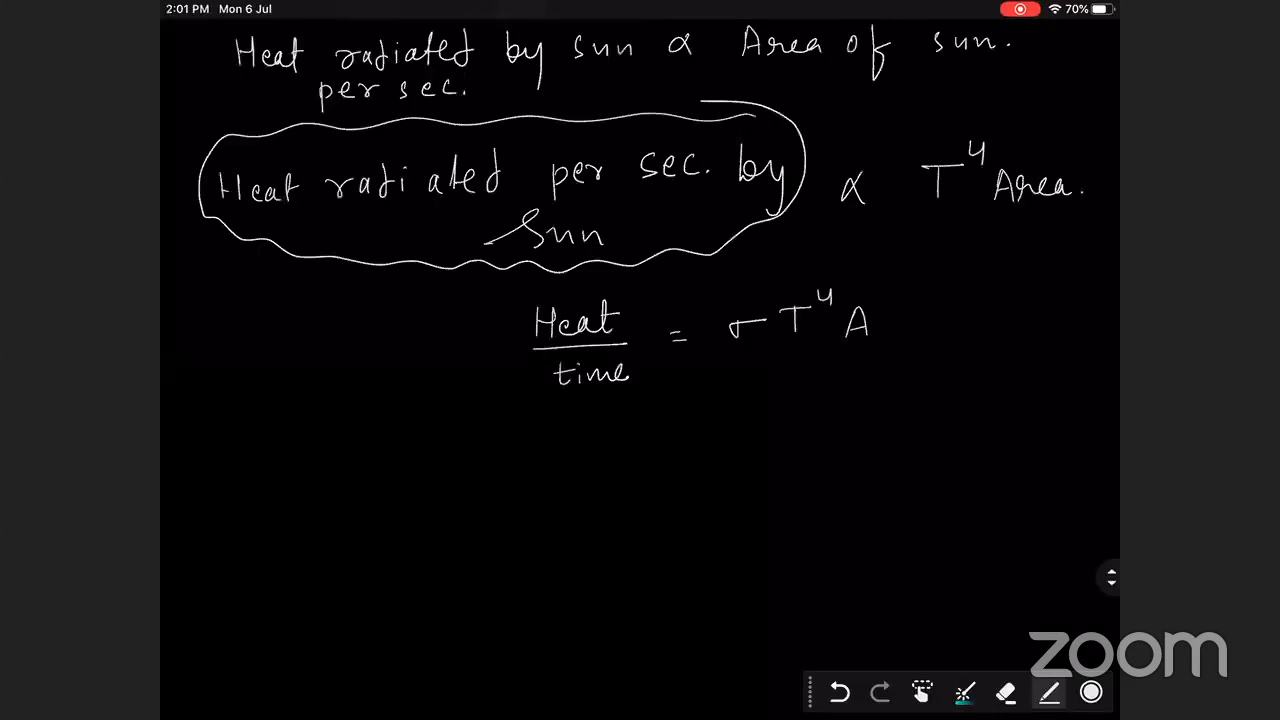 2:01 PM Mon 6 Jul 70%
Heat radiated by sun ∝ Area of sun.
per sec.
Heat radiated per sec. by ∝ T⁴ Area.
Sun
Heat = σ T⁴ A
time
zoom